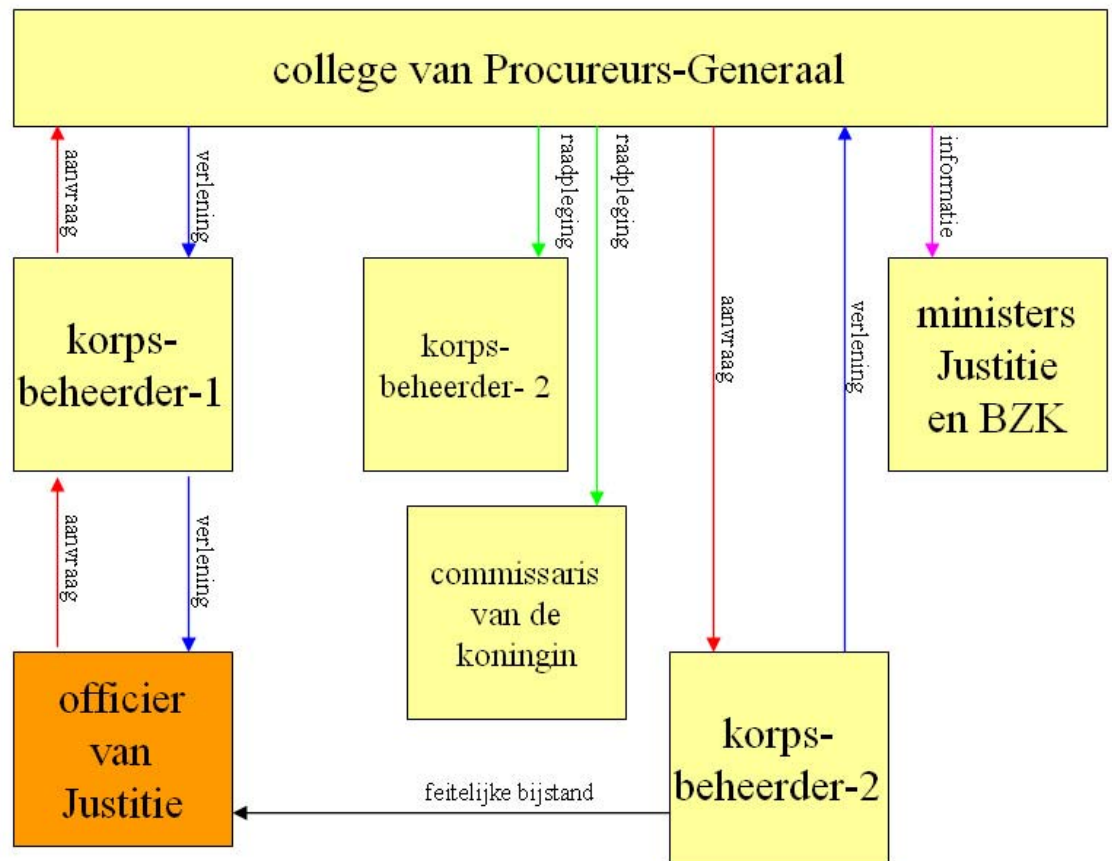 college van Procureurs-Generaal
aanvraag
verlening
raadpleging
raadpleging
aanvraag
verlening
informatie
korps-
beheerder-1
korps-
beheerder- 2
ministers
Justitie
en BZK
aanvraag
verlening
commissaris
van de
koningin
officier
van
Justitie
feitelijke bijstand
korps-
beheerder-2